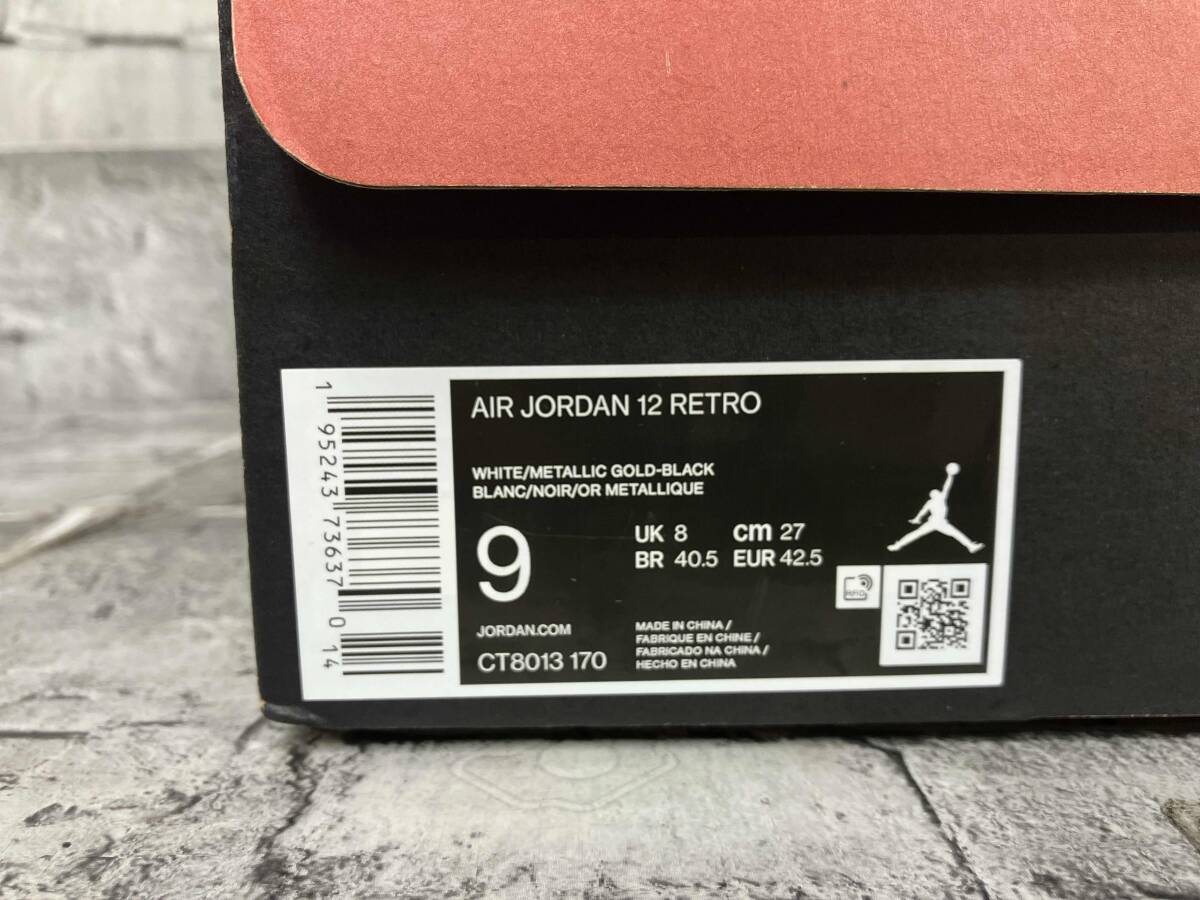 AIR JORDAN 12 RETRO
WHITE/METALLIC GOLD-BLACK
BLANC/NOIR/OR METALLIQUE
9
UK 8 cm 27
BR 40.5 EUR 42.5
JORDAN.COM
CT8013 170
MADE IN CHINA /
FABRIQUE EN CHINE /
FABRICADO NA CHINA /
HECHO EN CHINA
RFID
1 95243 73637 0 14